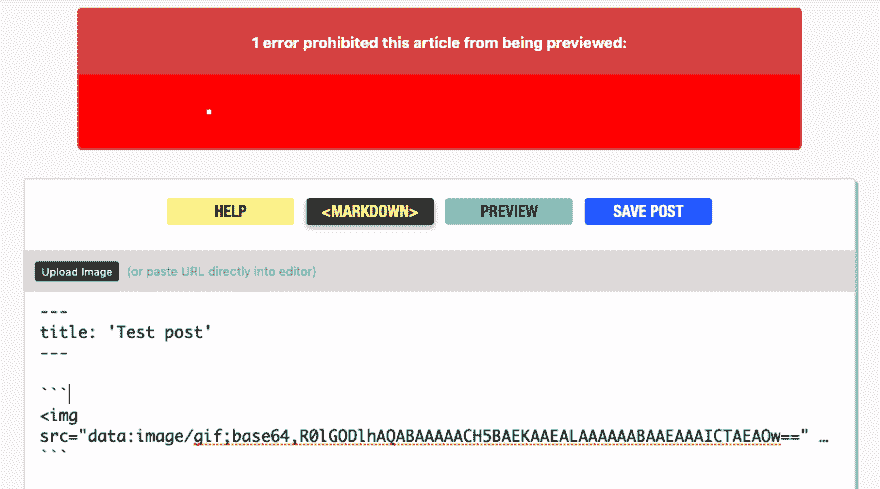 1 error prohibited this article from being previewed:
HELP
<MARKDOWN>
PREVIEW
SAVE POST
Upload Image (or paste URL directly into editor)
---
title: 'Test post'
---
```
<img
src="data:image/gif;base64,R0lGODlhAQABAAAAACH5BAEKAAEALAAAAAABAAEAAAICTAEAOw==" …
```